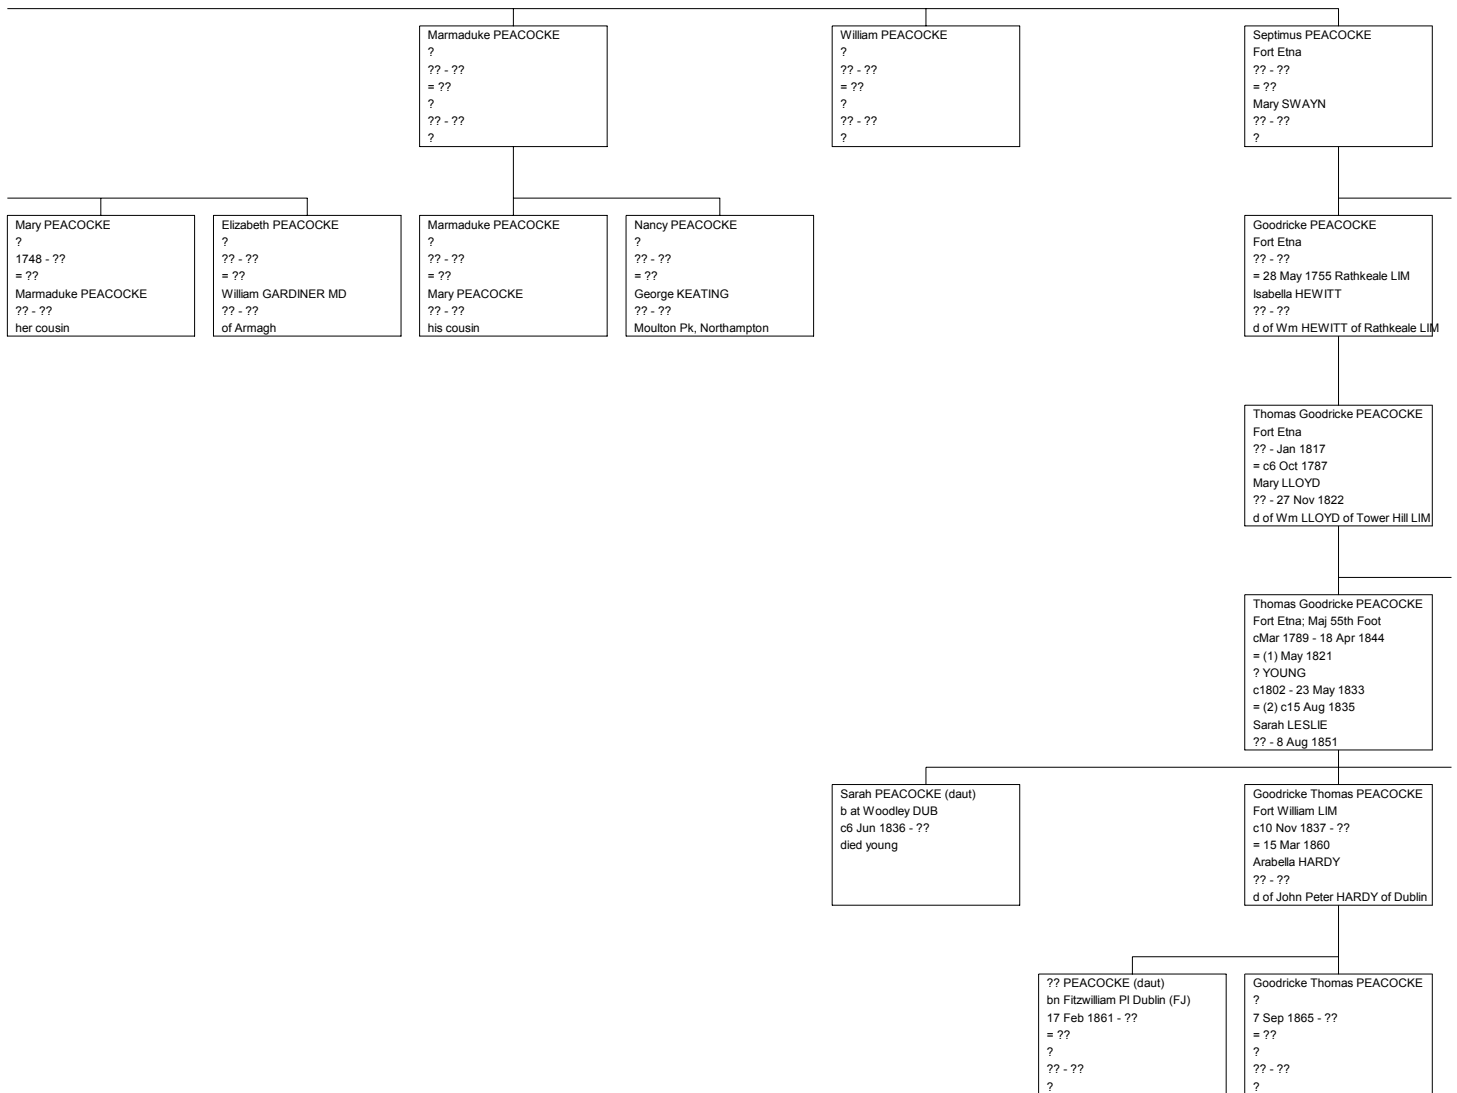 Marmaduke PEACOCKE
?
?? - ??
= ??
?
?? - ??
?
William PEACOCKE
?
?? - ??
= ??
?
?? - ??
?
Septimus PEACOCKE
Fort Etna
?? - ??
= ??
Mary SWAYN
?? - ??
?
Mary PEACOCKE
?
1748 - ??
= ??
Marmaduke PEACOCKE
?? - ??
her cousin
Elizabeth PEACOCKE
?
?? - ??
= ??
William GARDINER MD
?? - ??
of Armagh
Marmaduke PEACOCKE
?
?? - ??
= ??
Mary PEACOCKE
?? - ??
his cousin
Nancy PEACOCKE
?
?? - ??
= ??
George KEATING
?? - ??
Moulton Pk, Northampton
Goodricke PEACOCKE
Fort Etna
?? - ??
= 28 May 1755 Rathkeale LIM
Isabella HEWITT
?? - ??
d of Wm HEWITT of Rathkeale LIM
Thomas Goodricke PEACOCKE
Fort Etna
?? - Jan 1817
= c6 Oct 1787
Mary LLOYD
?? - 27 Nov 1822
d of Wm LLOYD of Tower Hill LIM
Thomas Goodricke PEACOCKE
Fort Etna; Maj 55th Foot
cMar 1789 - 18 Apr 1844
= (1) May 1821
? YOUNG
c1802 - 23 May 1833
= (2) c15 Aug 1835
Sarah LESLIE
?? - 8 Aug 1851
Sarah PEACOCKE (daut)
b at Woodley DUB
c6 Jun 1836 - ??
died young
Goodricke Thomas PEACOCKE
Fort William LIM
c10 Nov 1837 - ??
= 15 Mar 1860
Arabella HARDY
?? - ??
d of John Peter HARDY of Dublin
?? PEACOCKE (daut)
bn Fitzwilliam Pl Dublin (FJ)
17 Feb 1861 - ??
= ??
?
?? - ??
?
Goodricke Thomas PEACOCKE
?
7 Sep 1865 - ??
= ??
?
?? - ??
?